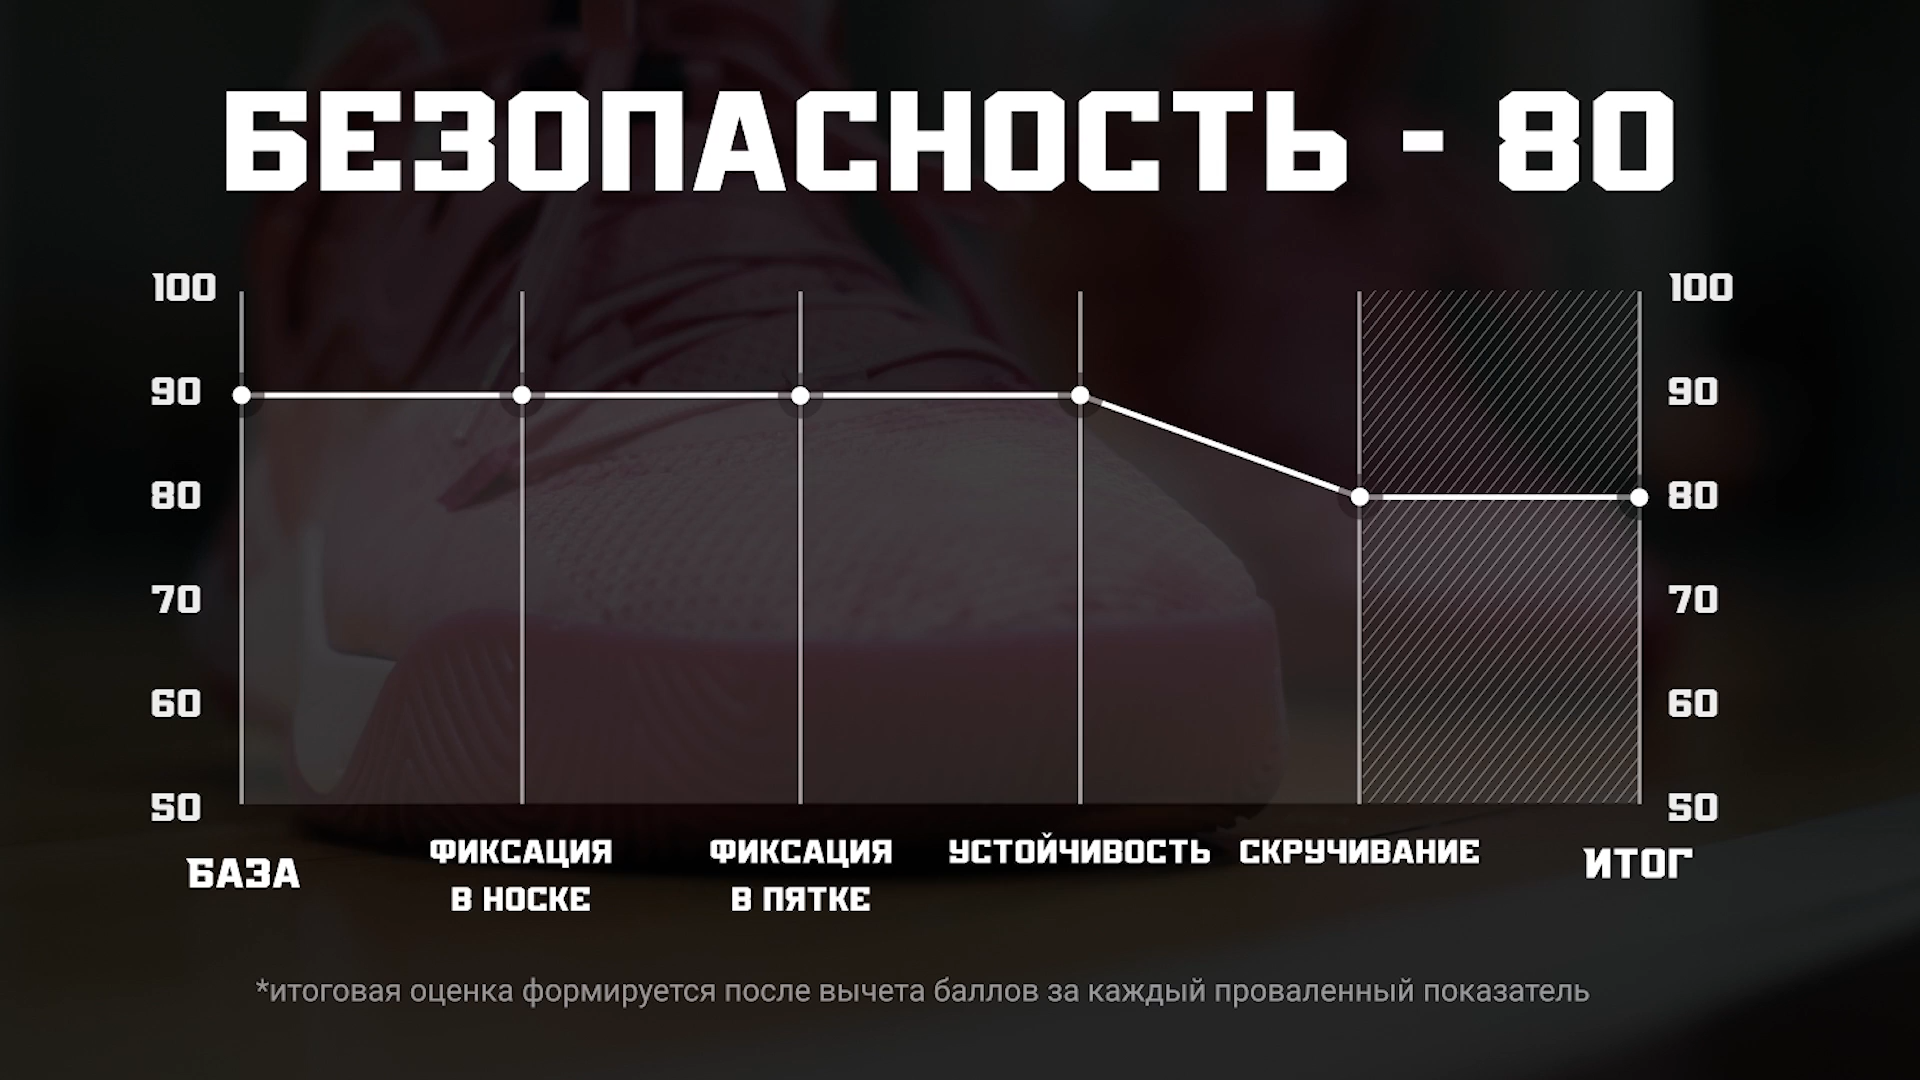 БЕЗОПАСНОСТЬ - 80
100 100
90 90
80 80
70 70
60 60
50 50
БАЗА
ФИКСАЦИЯ
В НОСКЕ
ФИКСАЦИЯ
В ПЯТКЕ
УСТОЙЧИВОСТЬ
СКРУЧИВАНИЕ
ИТОГ
*итоговая оценка формируется после вычета баллов за каждый проваленный показатель